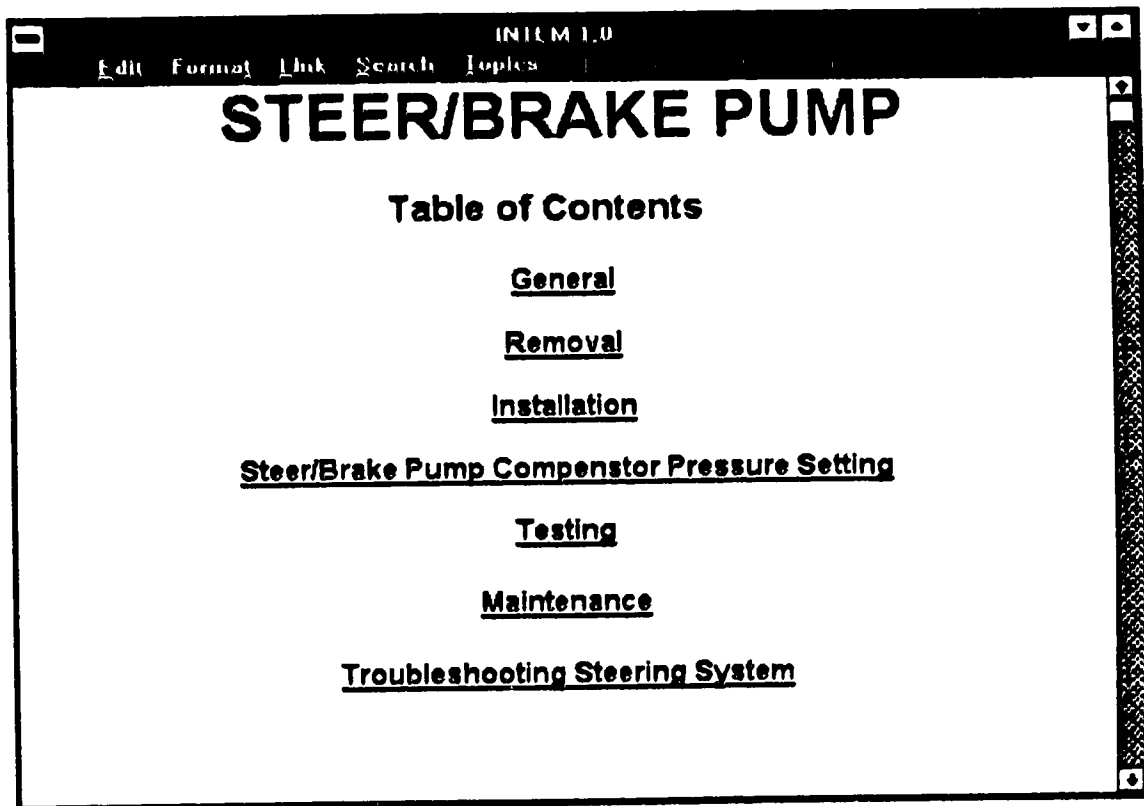 INTEM 1.0
Edit Format Link Search Topics
STEER/BRAKE PUMP
Table of Contents
General
Removal
Installation
Steer/Brake Pump Compenstor Pressure Setting
Testing
Maintenance
Troubleshooting Steering System